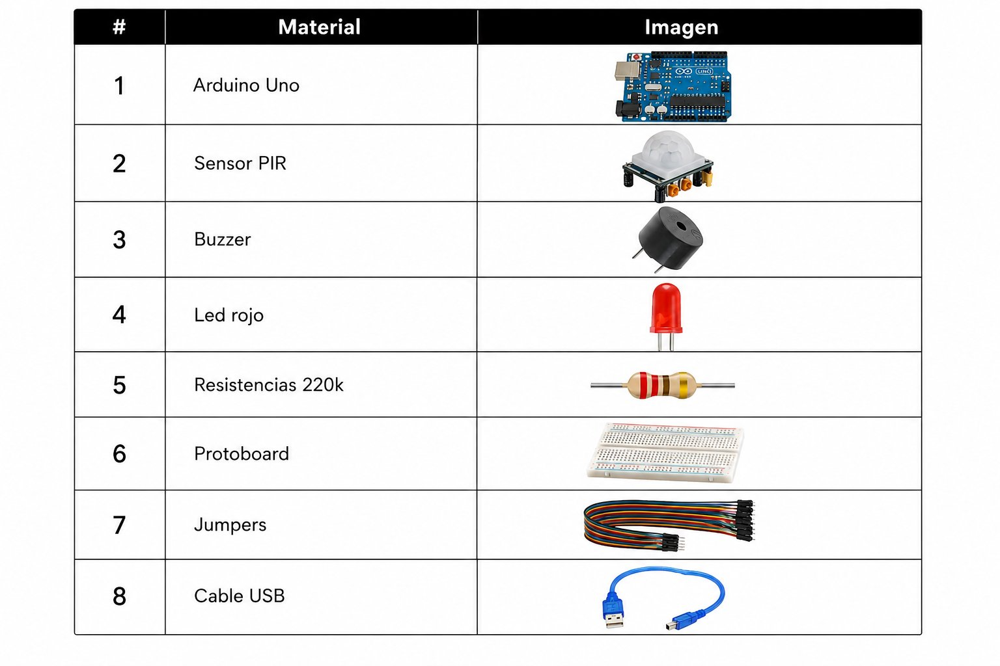 # Material Imagen
1 Arduino Uno
UNO
2 Sensor PIR
3 Buzzer
4 Led rojo
5 Resistencias 220k
6 Protoboard
7 Jumpers
8 Cable USB